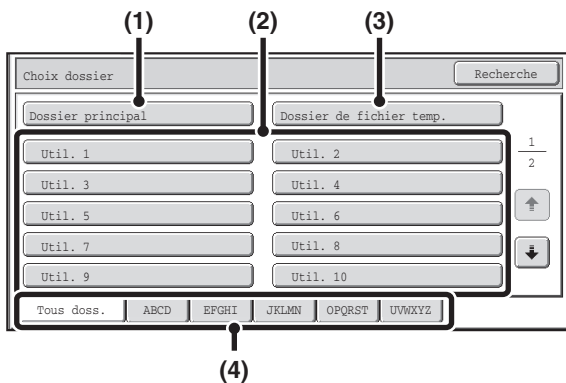 (1) (2) (3)
Choix dossier Recherche
Dossier principal Dossier de fichier temp.
Util. 1 Util. 2
1
2
Util. 3 Util. 4
Util. 5 Util. 6
Util. 7 Util. 8
Util. 9 Util. 10
Tous doss. ABCD EFGHI JKLMN OPQRST UVWXYZ
(4)